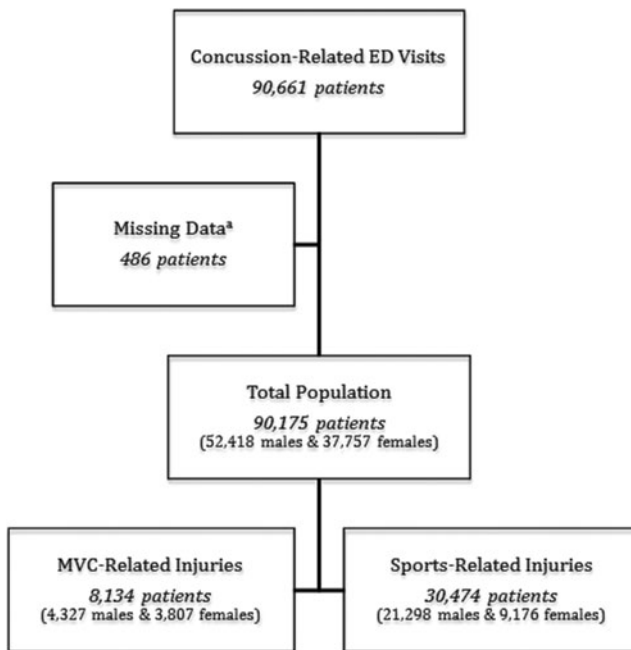 Concussion-Related ED Visits
90,661 patients
Missing Dataª
486 patients
Total Population
90,175 patients
(52,418 males & 37,757 females)
MVC-Related Injuries
8,134 patients
(4,327 males & 3,807 females)
Sports-Related Injuries
30,474 patients
(21,298 males & 9,176 females)